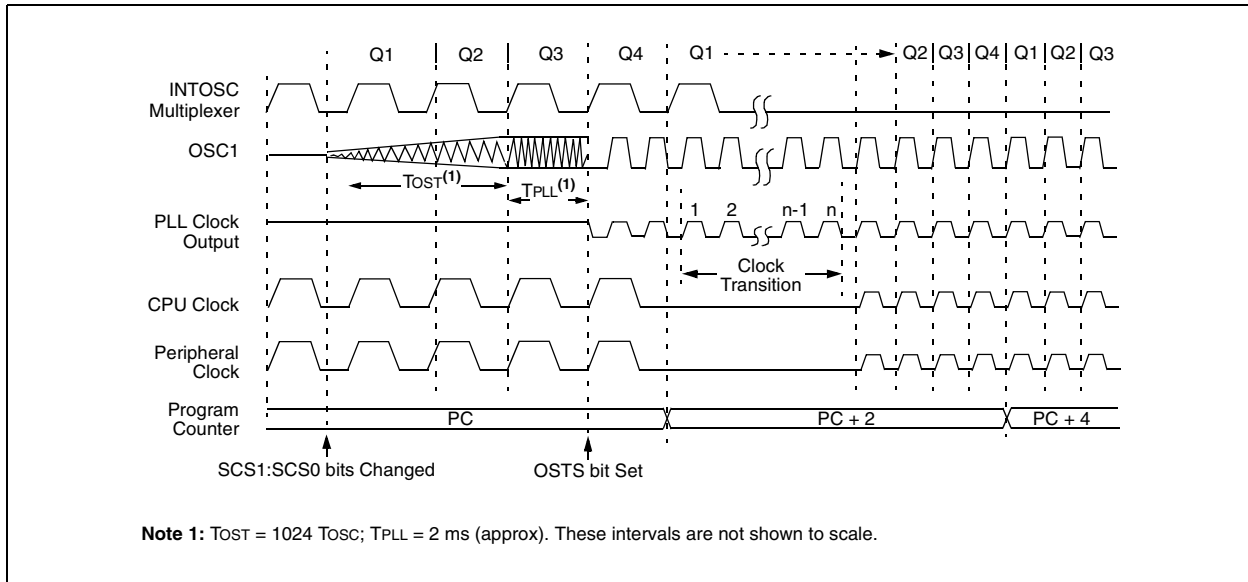 Q1 Q2 Q3 Q4 Q1 Q2 Q3 Q4 Q1 Q2 Q3
INTOSC
Multiplexer
OSC1
TOST(1)
TPLL(1)
1 2 n-1 n
PLL Clock
Output
Clock
Transition
CPU Clock
Peripheral
Clock
Program
Counter
PC PC + 2 PC + 4
SCS1:SCS0 bits Changed OSTS bit Set
Note 1: TOST = 1024 TOSC; TPLL = 2 ms (approx). These intervals are not shown to scale.